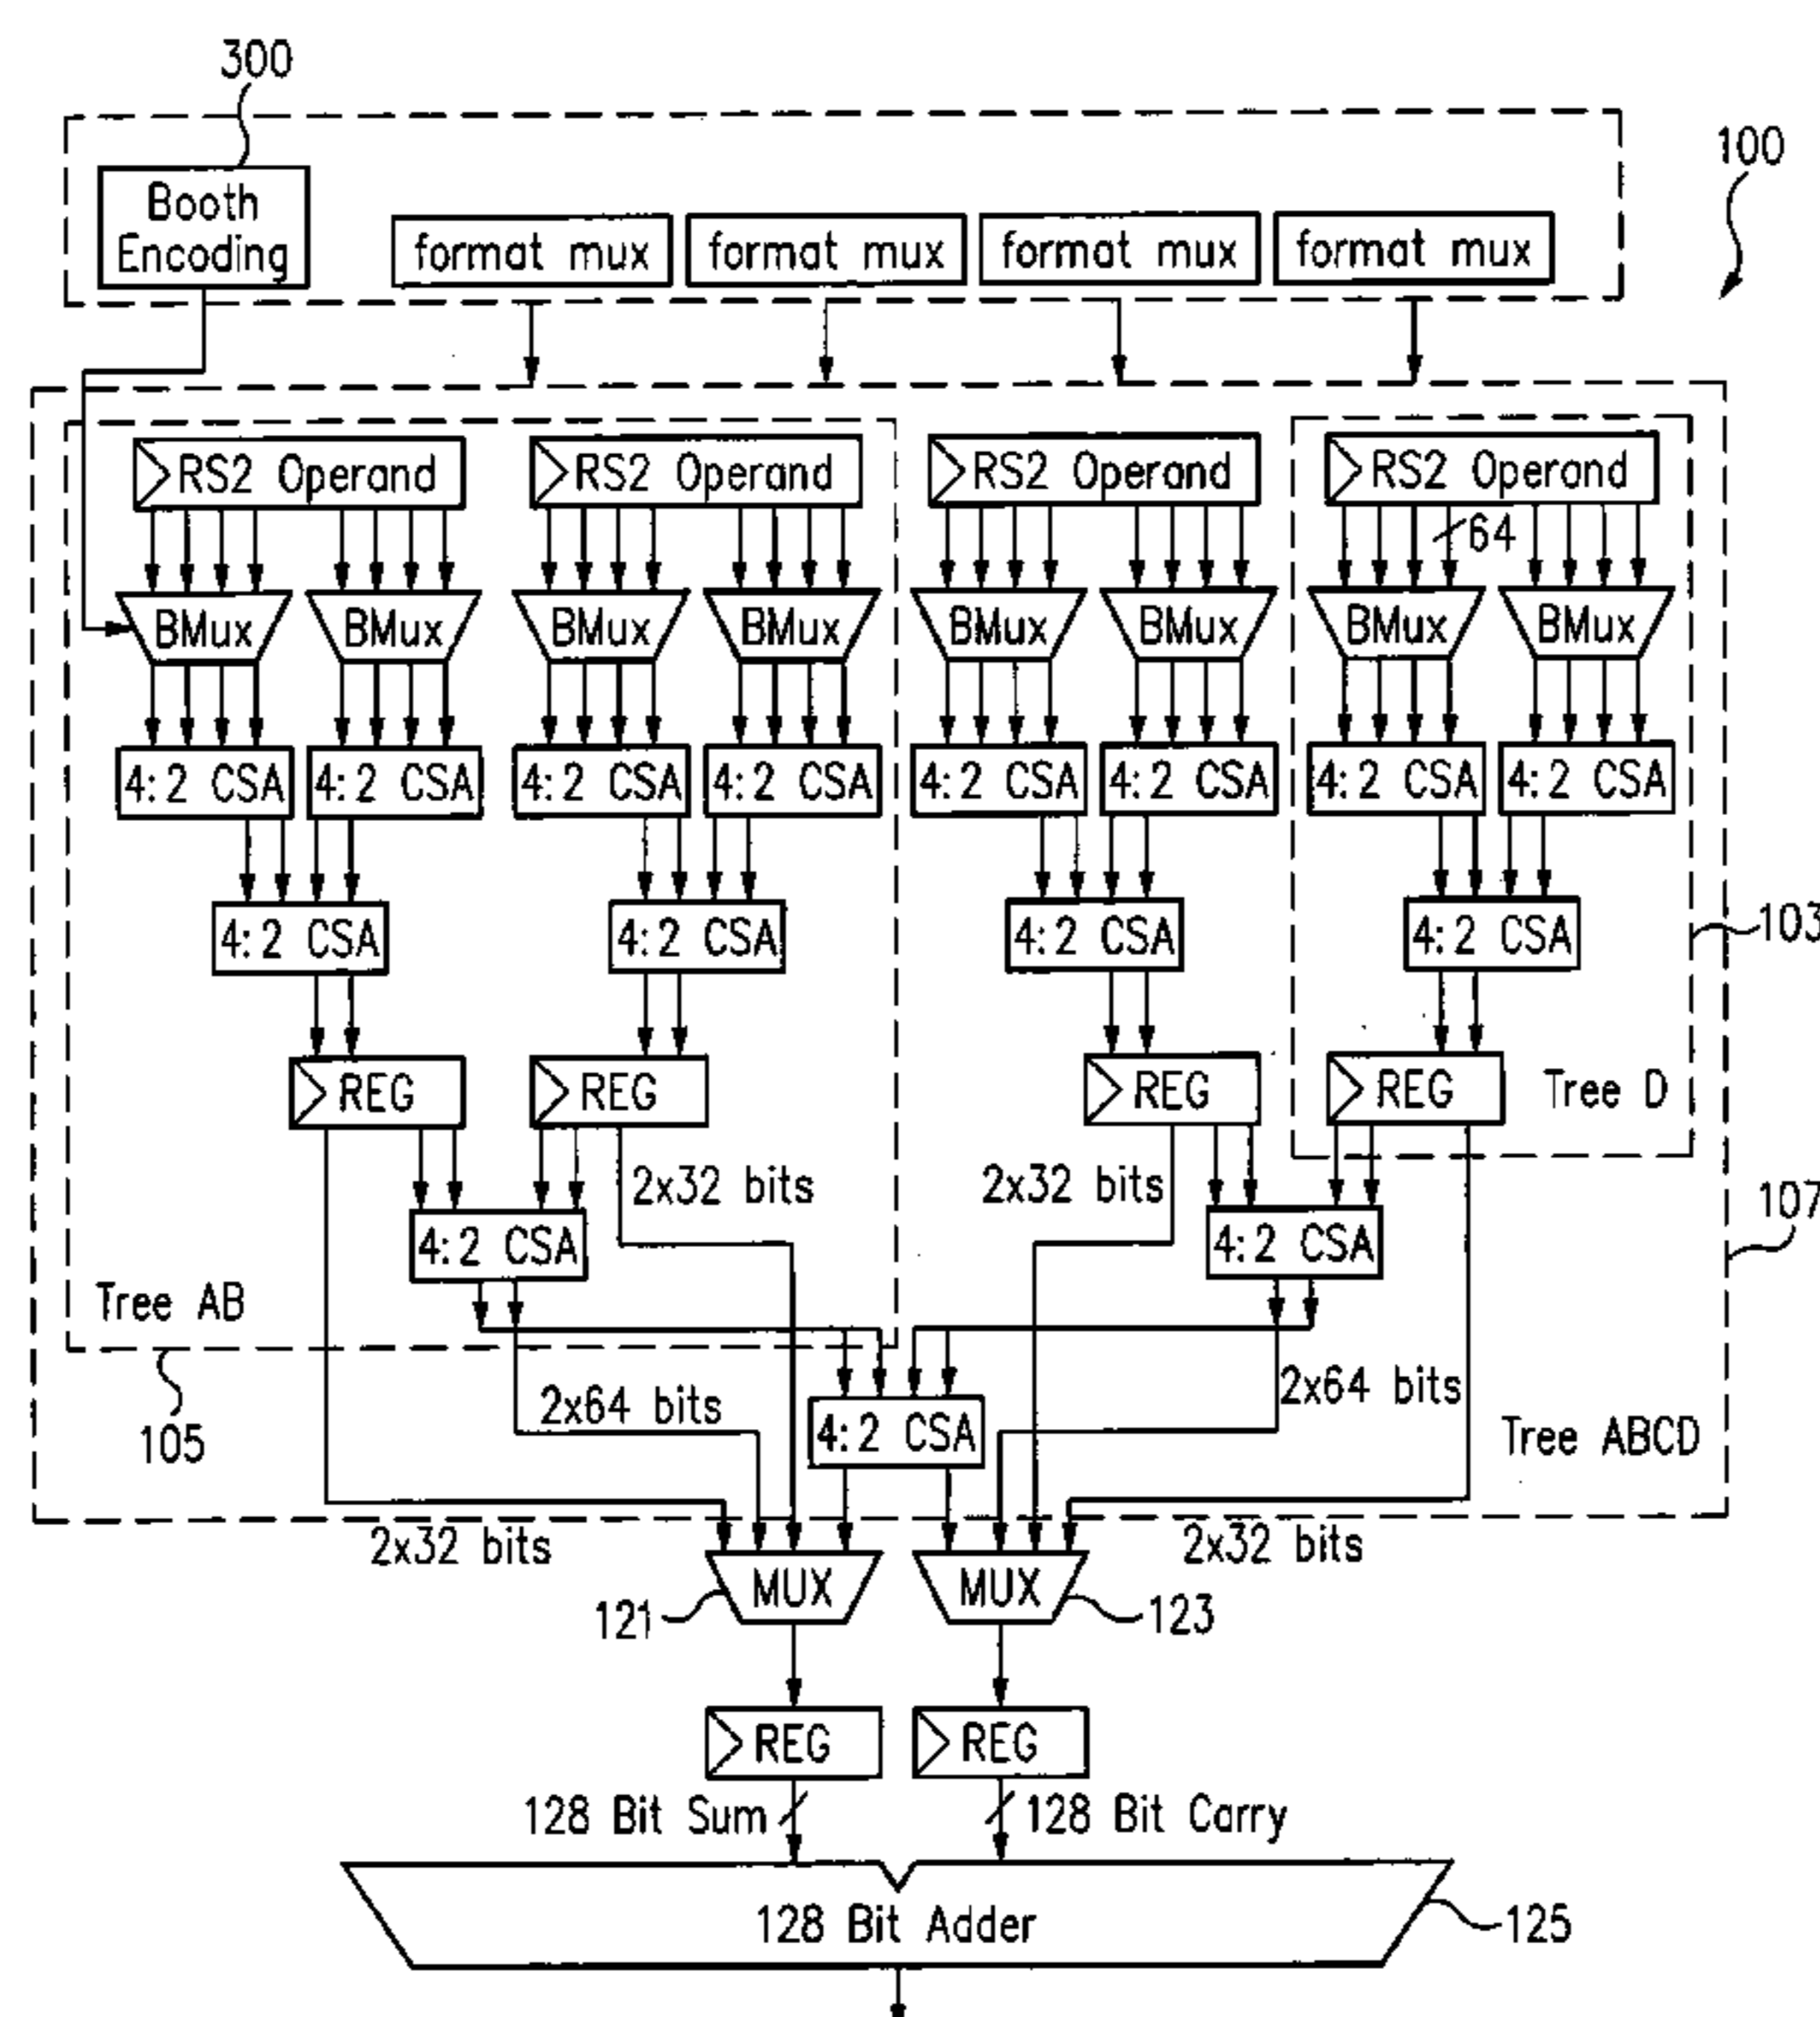 300
100
Booth
Encoding
format mux
format mux
format mux
format mux
RS2 Operand
RS2 Operand
RS2 Operand
RS2 Operand
64
BMux
BMux
BMux
BMux
BMux
BMux
BMux
BMux
4:2 CSA
4:2 CSA
4:2 CSA
4:2 CSA
4:2 CSA
4:2 CSA
4:2 CSA
4:2 CSA
4:2 CSA
4:2 CSA
4:2 CSA
4:2 CSA
103
REG
REG
REG
REG
Tree D
2x32 bits
2x32 bits
107
4:2 CSA
4:2 CSA
Tree AB
2x64 bits
2x64 bits
105
4:2 CSA
Tree ABCD
2x32 bits
2x32 bits
MUX
MUX
121
123
REG
REG
128 Bit Sum
128 Bit Carry
128 Bit Adder
125